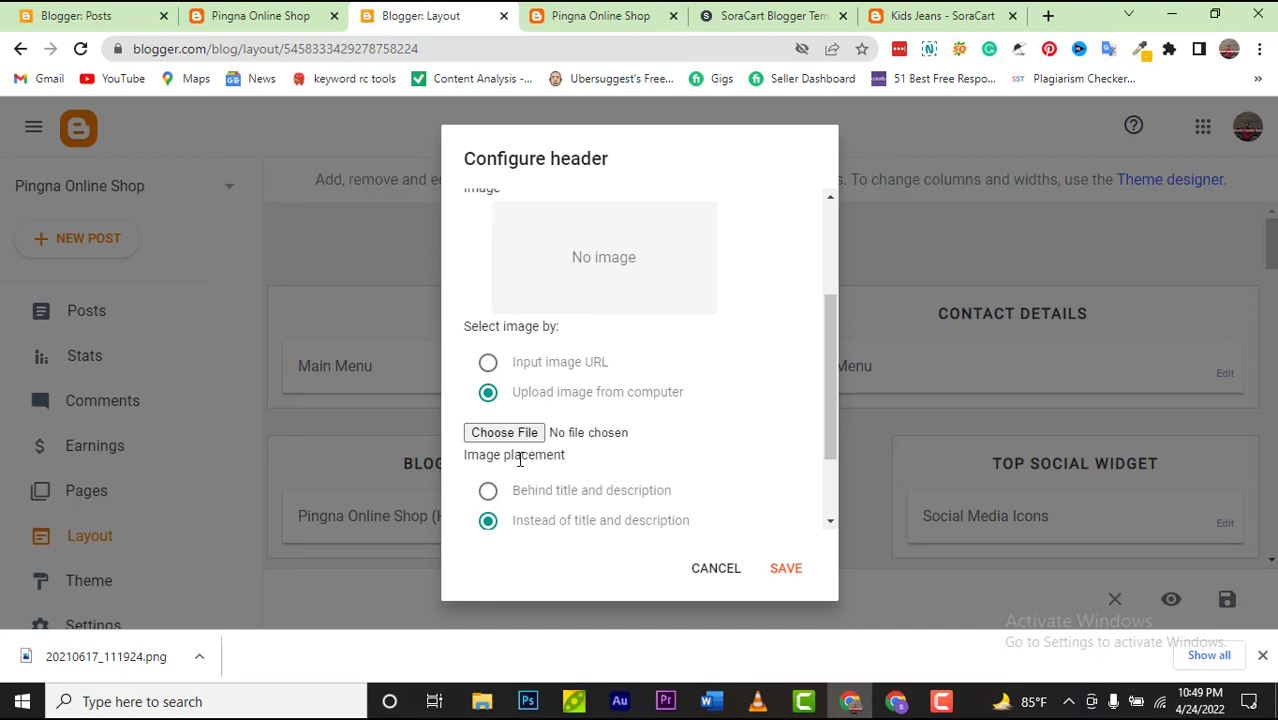 Blogger: Posts
Pingna Online Shop
Blogger: Layout
Pingna Online Shop
SoraCart Blogger Tem
Kids Jeans - SoraCart
blogger.com/blog/layout/5458333429278758224
Gmail
YouTube
Maps
News
keyword rc tools
Content Analysis -...
Ubersuggest's Free...
Gigs
Seller Dashboard
51 Best Free Respo...
Plagiarism Checker...
Configure header
Pingna Online Shop
Add, remove and e
s. To change columns and widths, use the Theme designer.
Image
NEW POST
No image
Posts
CONTACT DETAILS
Select image by:
Stats
Input image URL
Main Menu
Menu
Edit
Upload image from computer
Comments
Choose File No file chosen
Earnings
Image placement
BLOG
TOP SOCIAL WIDGET
Pages
Behind title and description
Pingna Online Shop (H
Social Media Icons
Edit
Layout
Instead of title and description
CANCEL
SAVE
Theme
Settings
Activate Windows
Go to Settings to activate Windows.
20210617_111924.png
Show all
Type here to search
85°F
10:49 PM
4/24/2022